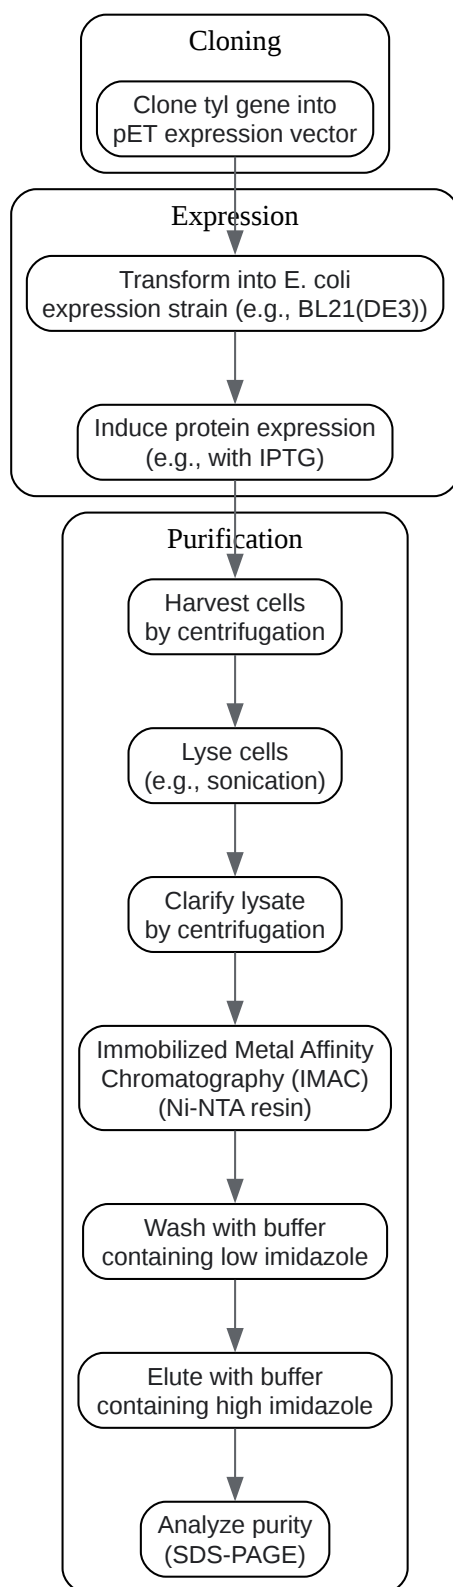 Cloning
Clone tyl gene into
pET expression vector
Expression
Transform into E. coli
expression strain (e.g., BL21(DE3))
Induce protein expression
(e.g., with IPTG)
Purification
Harvest cells
by centrifugation
Lyse cells
(e.g., sonication)
Clarify lysate
by centrifugation
Immobilized Metal Affinity
Chromatography (IMAC)
(Ni-NTA resin)
Wash with buffer
containing low imidazole
Elute with buffer
containing high imidazole
Analyze purity
(SDS-PAGE)